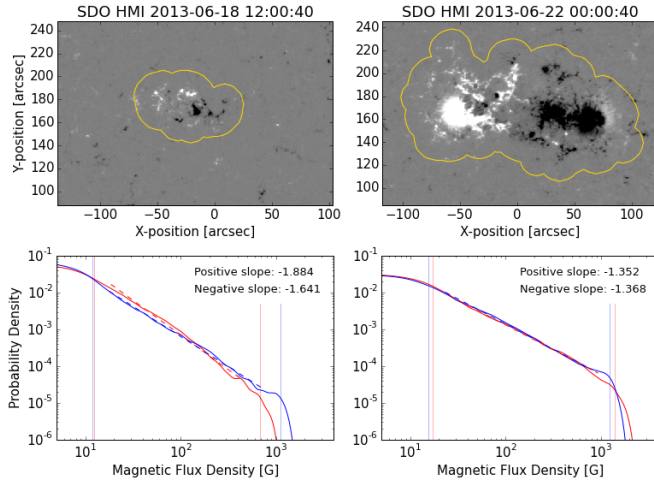 SDO HMI 2013-06-18 12:00:40
SDO HMI 2013-06-22 00:00:40
Y-position [arcsec]
240
220
200
180
160
140
120
100
−100 −50 0 50 100
X-position [arcsec]
240
220
200
180
160
140
120
100
−100 −50 0 50 100
X-position [arcsec]
Probability Density
10^-1
10^-2
10^-3
10^-4
10^-5
10^-6
Positive slope: -1.884
Negative slope: -1.641
10^1 10^2 10^3
Magnetic Flux Density [G]
10^-1
10^-2
10^-3
10^-4
10^-5
10^-6
Positive slope: -1.352
Negative slope: -1.368
10^1 10^2 10^3
Magnetic Flux Density [G]